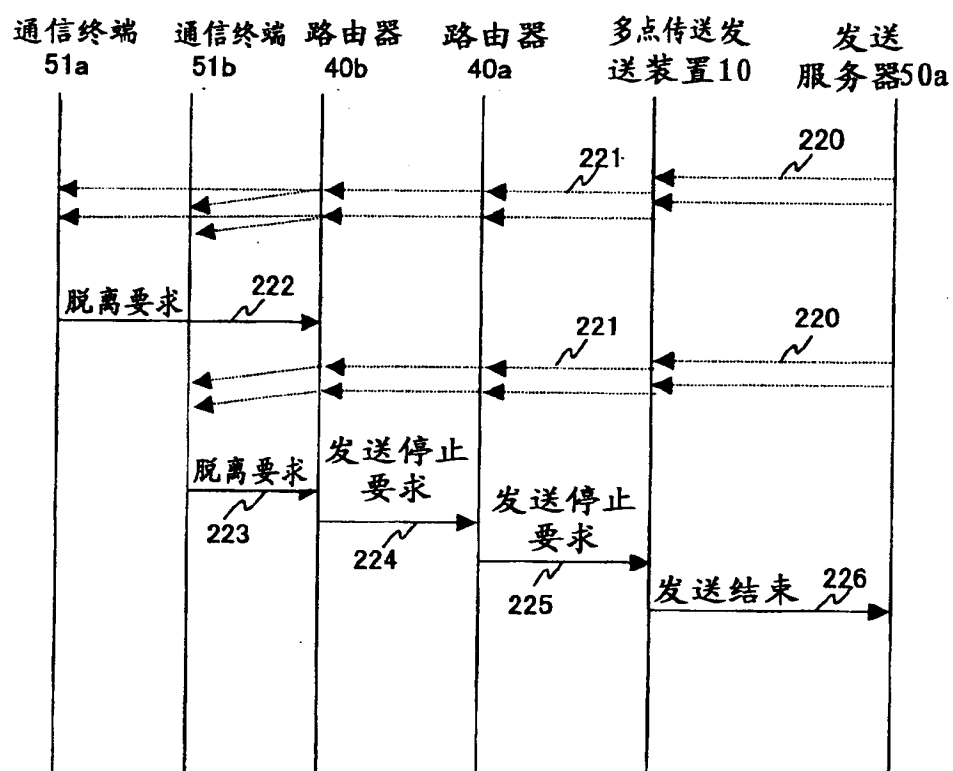 通信终端
51a
通信终端
51b
路由器
40b
路由器
40a
多点传送发
送装置10
发送
服务器50a
220
221
脱离要求
222
220
221
脱离要求
223
发送停止
要求
224
发送停止
要求
225
发送结束
226